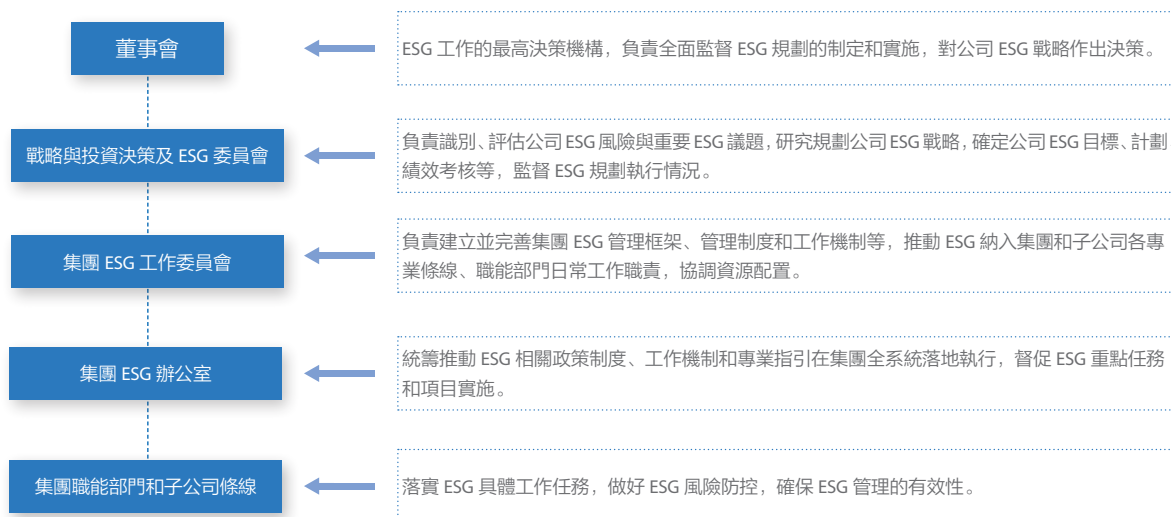 董事會
ESG 工作的最高決策機構，負責全面監督 ESG 規劃的制定和實施，對公司 ESG 戰略作出決策。
戰略與投資決策及 ESG 委員會
負責識別、評估公司 ESG 風險與重要 ESG 議題，研究規劃公司 ESG 戰略，確定公司 ESG 目標、計劃
績效考核等，監督 ESG 規劃執行情況。
集團 ESG 工作委員會
負責建立並完善集團 ESG 管理框架、管理制度和工作機制等，推動 ESG 納入集團和子公司各專
業條線、職能部門日常工作職責，協調資源配置。
集團 ESG 辦公室
統籌推動 ESG 相關政策制度、工作機制和專業指引在集團全系統落地執行，督促 ESG 重點任務
和項目實施。
集團職能部門和子公司條線
落實 ESG 具體工作任務，做好 ESG 風險防控，確保 ESG 管理的有效性。